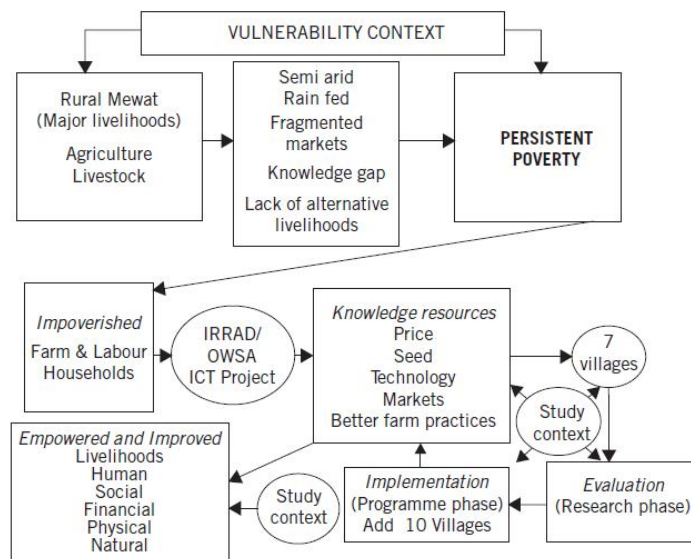 VULNERABILITY CONTEXT
Rural Mewat
(Major livelihoods)
Agriculture
Livestock
Semi arid
Rain fed
Fragmented
markets
Knowledge gap
Lack of alternative
livelihoods
PERSISTENT
POVERTY
Impoverished
Farm & Labour
Households
IRRAD/
OWSA
ICT Project
Knowledge resources
Price
Seed
Technology
Markets
Better farm practices
7
villages
Study
context
Empowered and Improved
Livelihoods
Human
Social
Financial
Physical
Natural
Study
context
Implementation
(Programme phase)
Add 10 Villages
Evaluation
(Research phase)